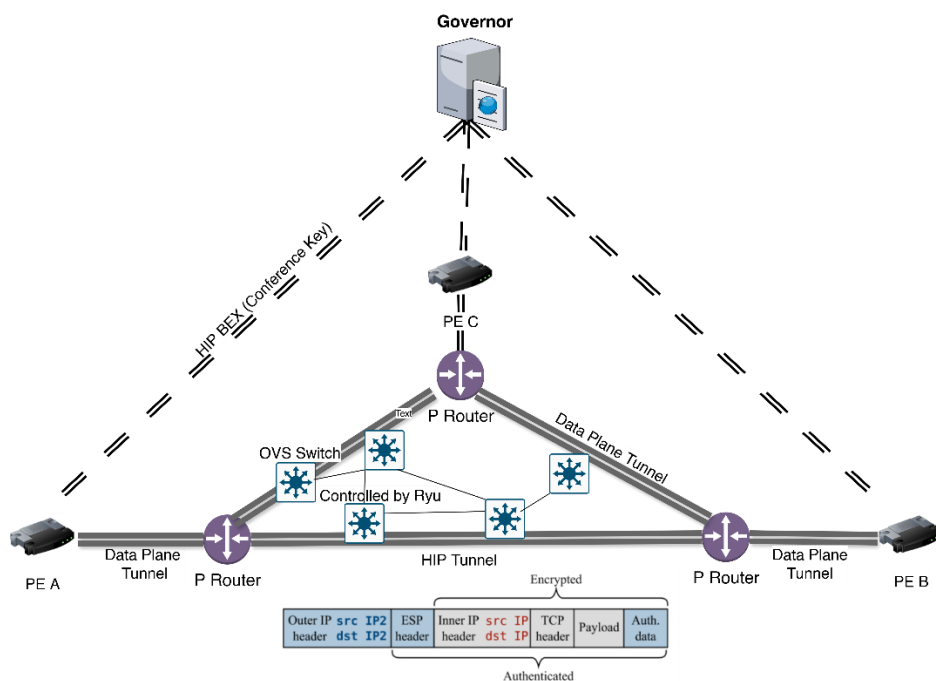 Governor
HIP BEX (Conference Key)
PE C
P Router
Text
Data Plane Tunnel
OVS Switch
Controlled by Ryu
PE A
Data Plane
Tunnel
P Router
HIP Tunnel
P Router
Data Plane
Tunnel
PE B
Encrypted
Outer IP src IP2
header dst IP2
ESP
header
Inner IP src IP
header dst IP
TCP
header
Payload
Auth.
data
Authenticated